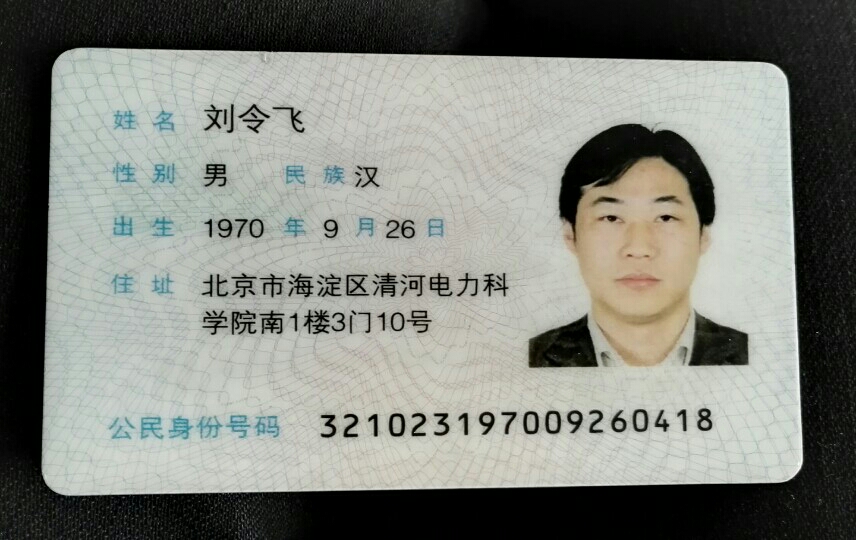 姓名 刘令飞
性别 男 民族 汉
出生 1970 年 9 月 26 日
住址 北京市海淀区清河电力科
学院南1楼3门10号
公民身份号码 321023197009260418